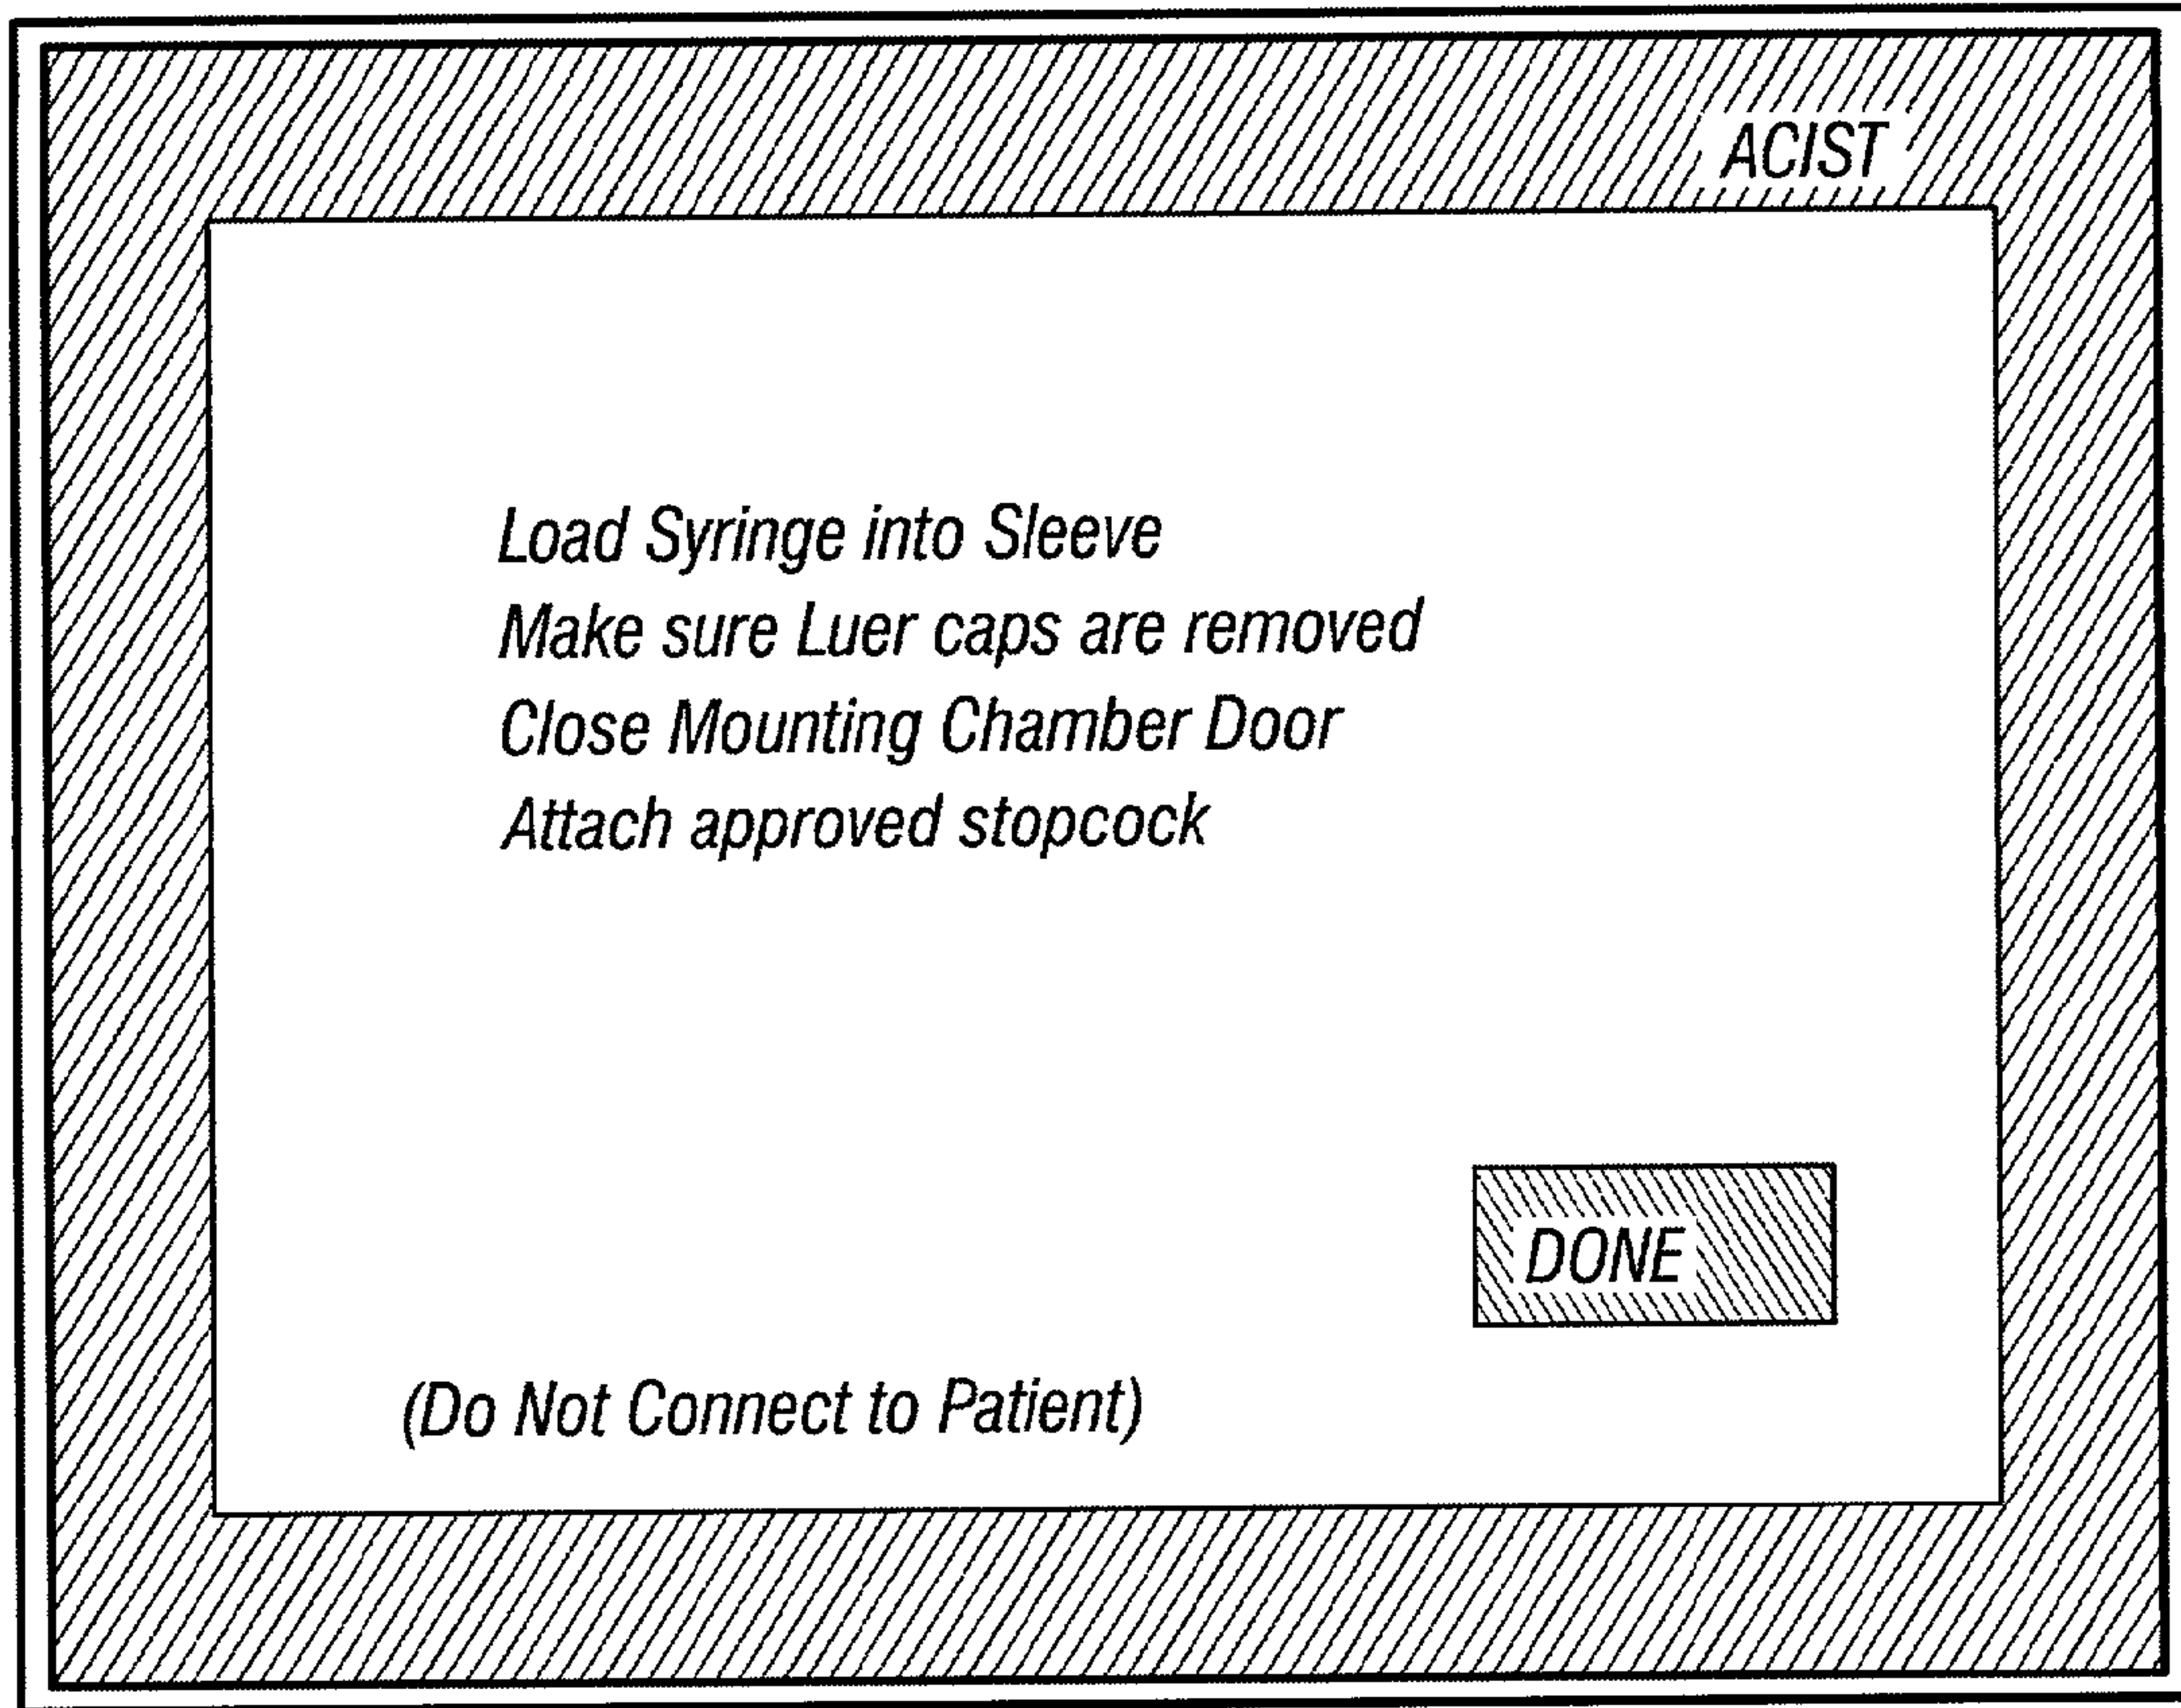 ACIST
Load Syringe into Sleeve
Make sure Luer caps are removed
Close Mounting Chamber Door
Attach approved stopcock
DONE
(Do Not Connect to Patient)